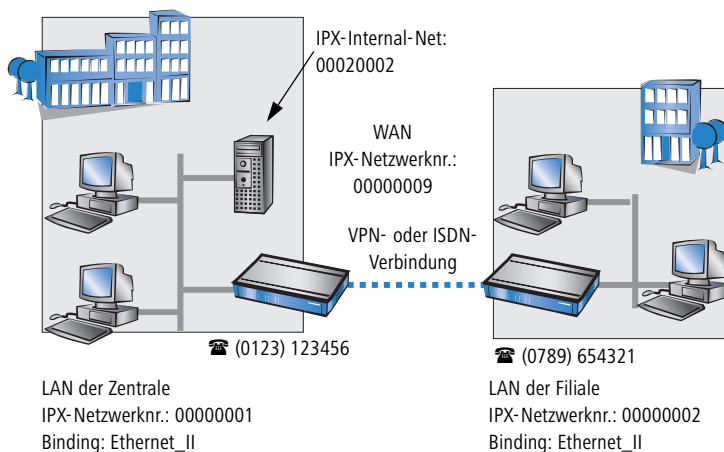 IPX-Internal-Net:
00020002
WAN
IPX-Netzwerknr.:
00000009
VPN- oder ISDN-
Verbindung
☎ (0123) 123456
☎ (0789) 654321
LAN der Zentrale
IPX-Netzwerknr.: 00000001
Binding: Ethernet_II
LAN der Filiale
IPX-Netzwerknr.: 00000002
Binding: Ethernet_II